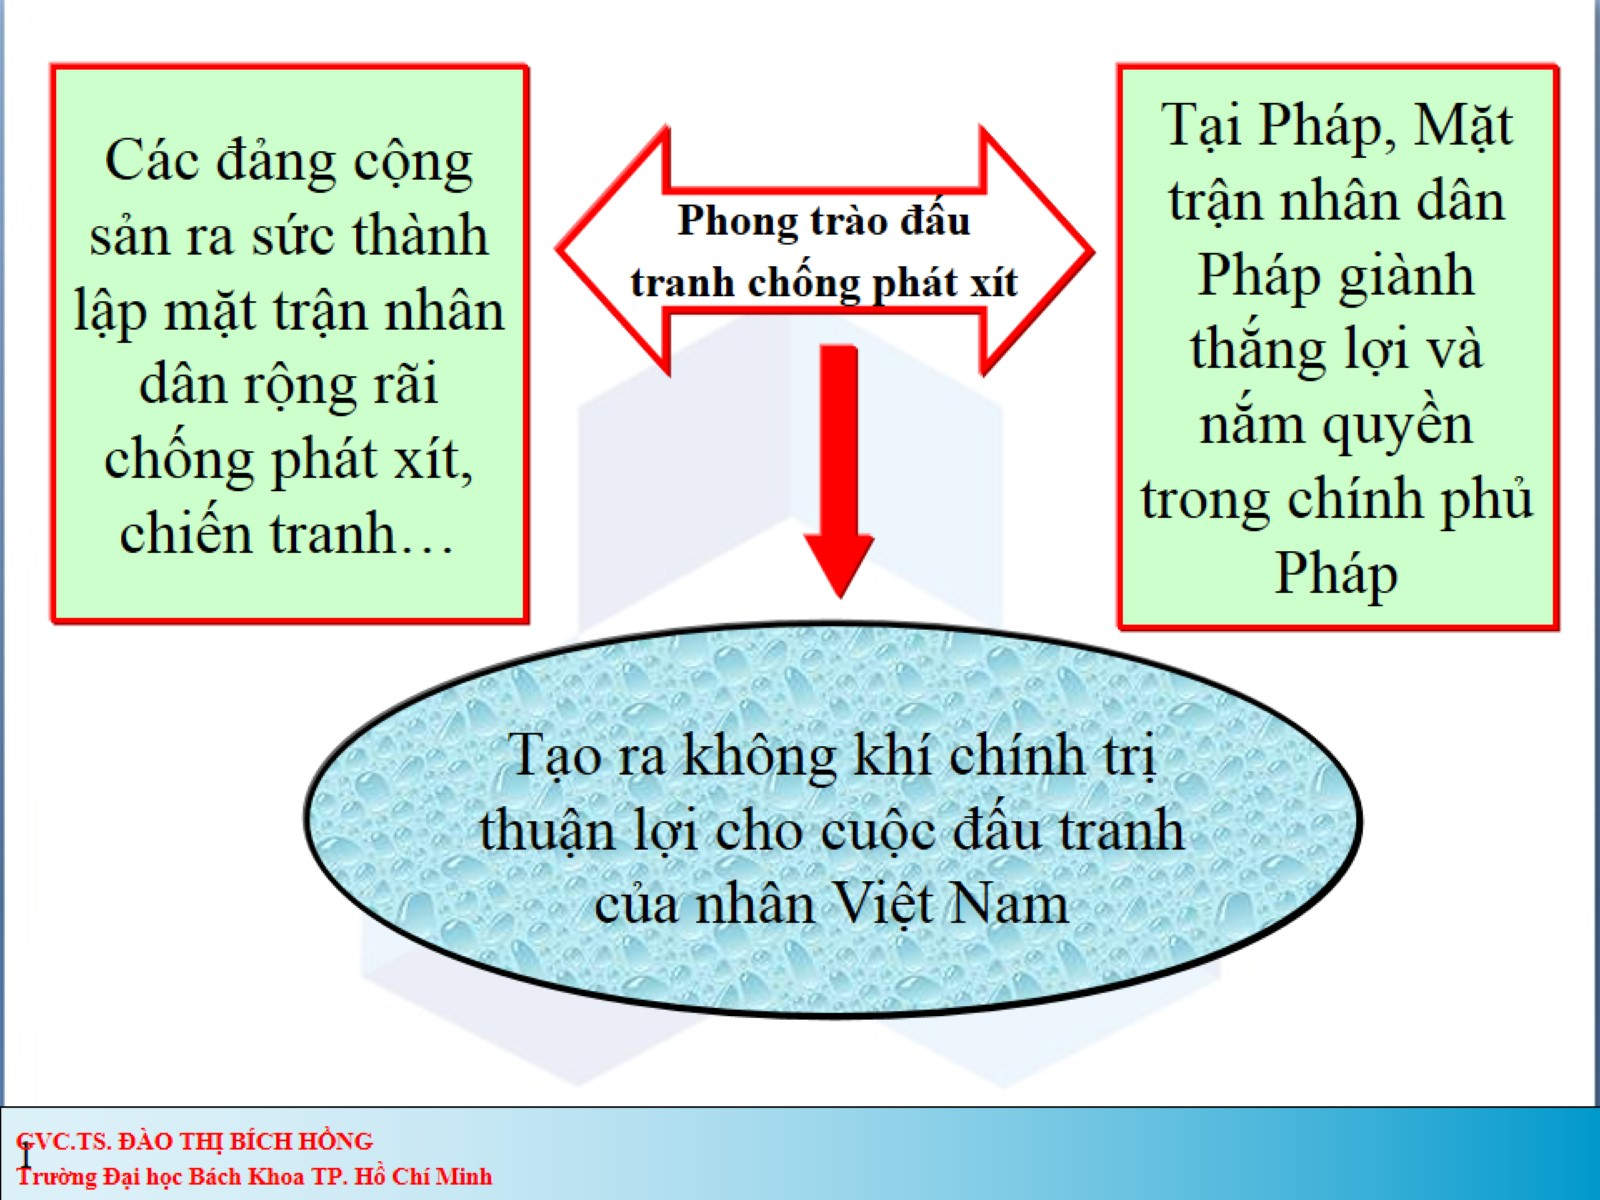 Các đảng cộng
sản ra sức thành
lập mặt trận nhân
dân rộng rãi
chống phát xít,
chiến tranh…
Phong trào đấu
tranh chống phát xít
Tại Pháp, Mặt
trận nhân dân
Pháp giành
thắng lợi và
nắm quyền
trong chính phủ
Pháp
Tạo ra không khí chính trị
thuận lợi cho cuộc đấu tranh
của nhân Việt Nam
GVC.TS. ĐÀO THỊ BÍCH HỒNG
1
Trường Đại học Bách Khoa TP. Hồ Chí Minh